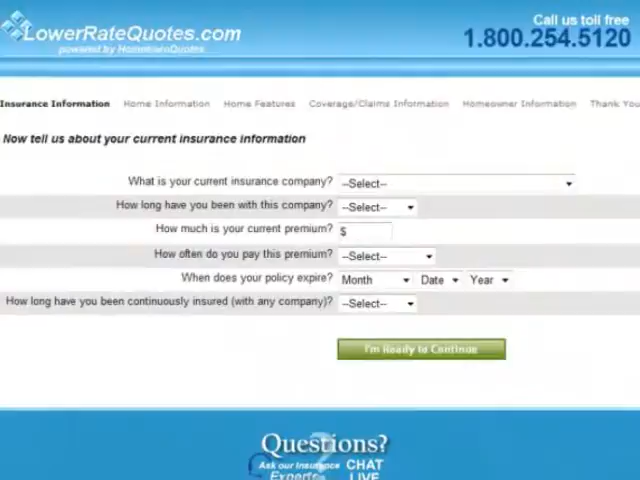 LowerRateQuotes.com
powered by HometownQuotes
Call us toll free
1.800.254.5120
Insurance Information Home Information Home Features Coverage/Claims Information Homeowner Information Thank You
Now tell us about your current insurance information
What is your current insurance company? --Select--
How long have you been with this company? --Select--
How much is your current premium? $
How often do you pay this premium? --Select--
When does your policy expire? Month Date Year
How long have you been continuously insured (with any company)? --Select--
I'm Ready to Continue
Questions?
Ask our Insurance CHAT
Experts LIVE